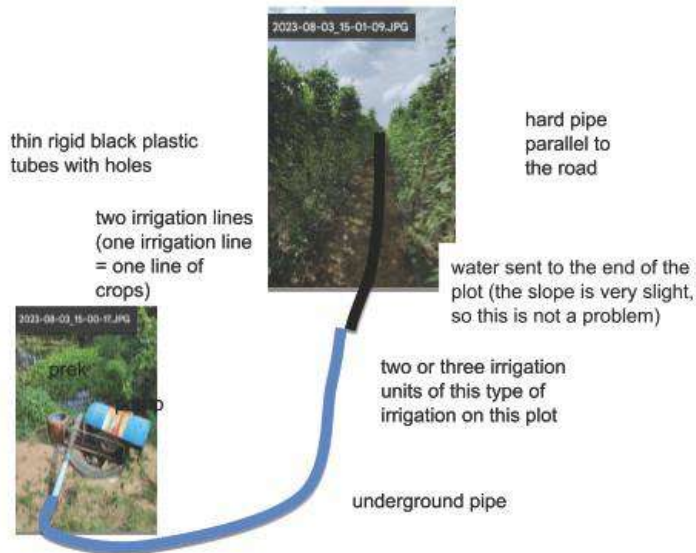 2023-08-03_15-01-09.JPG
thin rigid black plastic
tubes with holes
hard pipe
parallel to
the road
two irrigation lines
(one irrigation line
= one line of
crops)
water sent to the end of the
plot (the slope is very slight,
so this is not a problem)
2023-08-03_15-00-17.JPG
prek
two or three irrigation
units of this type of
irrigation on this plot
underground pipe